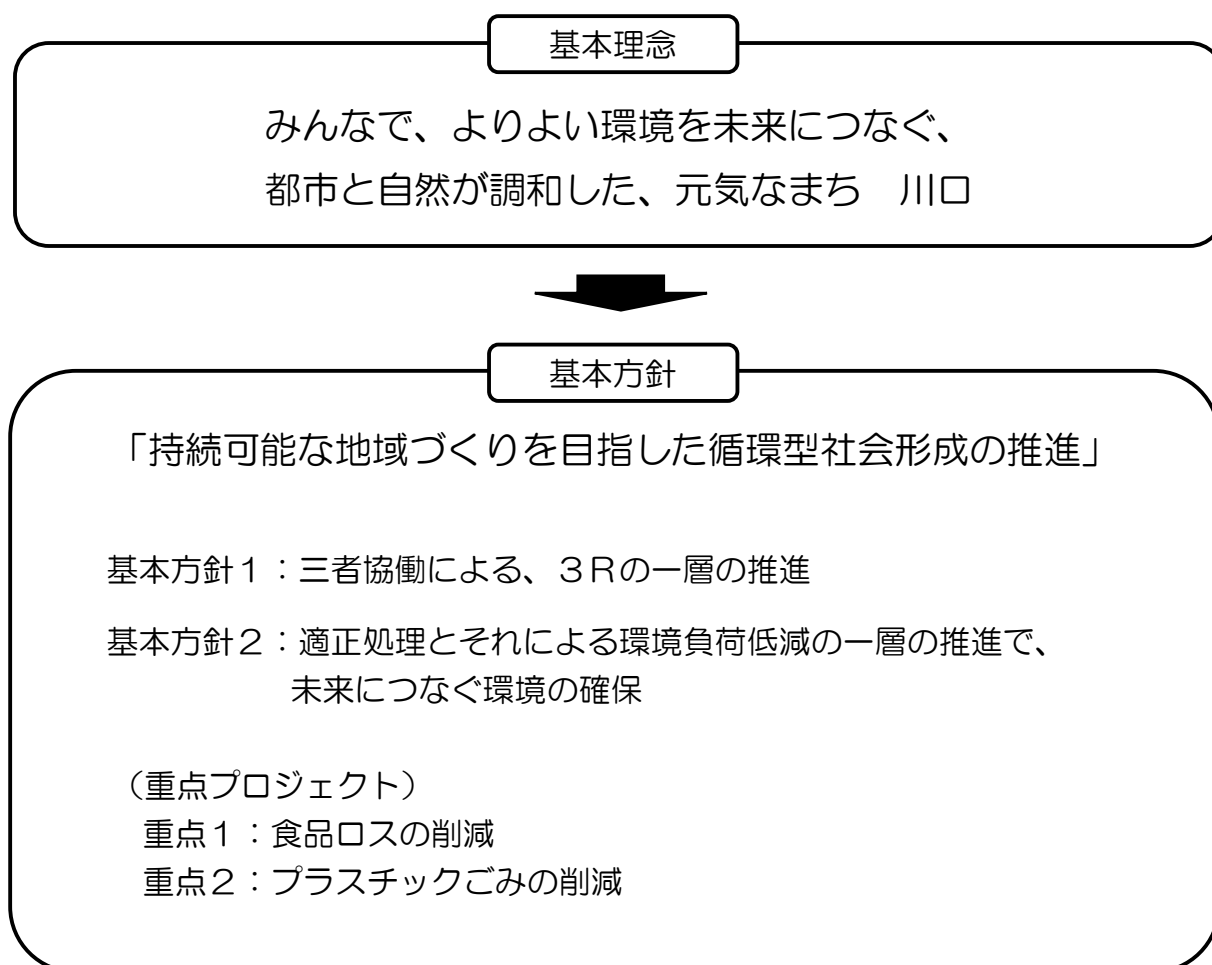 基本理念
みんなで、よりよい環境を未来につなぐ、
都市と自然が調和した、元気なまち　川口
基本方針
「持続可能な地域づくりを目指した循環型社会形成の推進」
基本方針１：三者協働による、３Ｒの一層の推進
基本方針２：適正処理とそれによる環境負荷低減の一層の推進で、
未来につなぐ環境の確保
（重点プロジェクト）
重点１：食品ロスの削減
重点２：プラスチックごみの削減